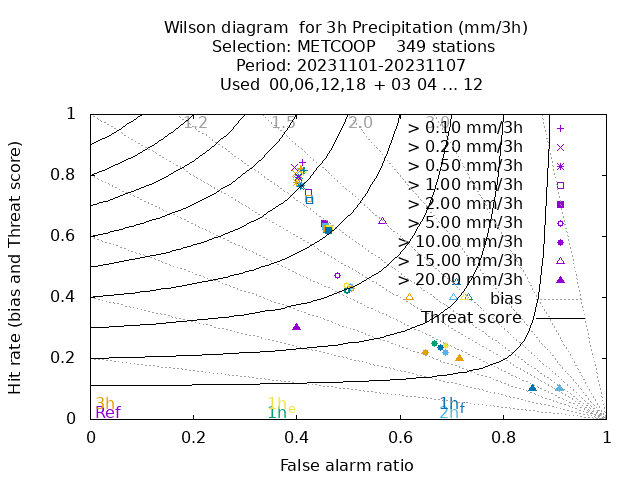 Wilson diagram  for 3h Precipitation (mm/3h)
Selection: METCOOP    349 stations
Period: 20231101-20231107
Used  00,06,12,18  + 03 04 ... 12
Hit rate (bias and Threat score)
1
0.8
0.6
0.4
0.2
0
1.2 1.5 2.0 3.0
> 0.10 mm/3h
> 0.20 mm/3h
> 0.50 mm/3h
> 1.00 mm/3h
> 2.00 mm/3h
> 5.00 mm/3h
> 10.00 mm/3h
> 15.00 mm/3h
> 20.00 mm/3h
bias
Threat score
3h 1h_e 1h_f
Ref 1h 2h
0 0.2 0.4 0.6 0.8 1
False alarm ratio